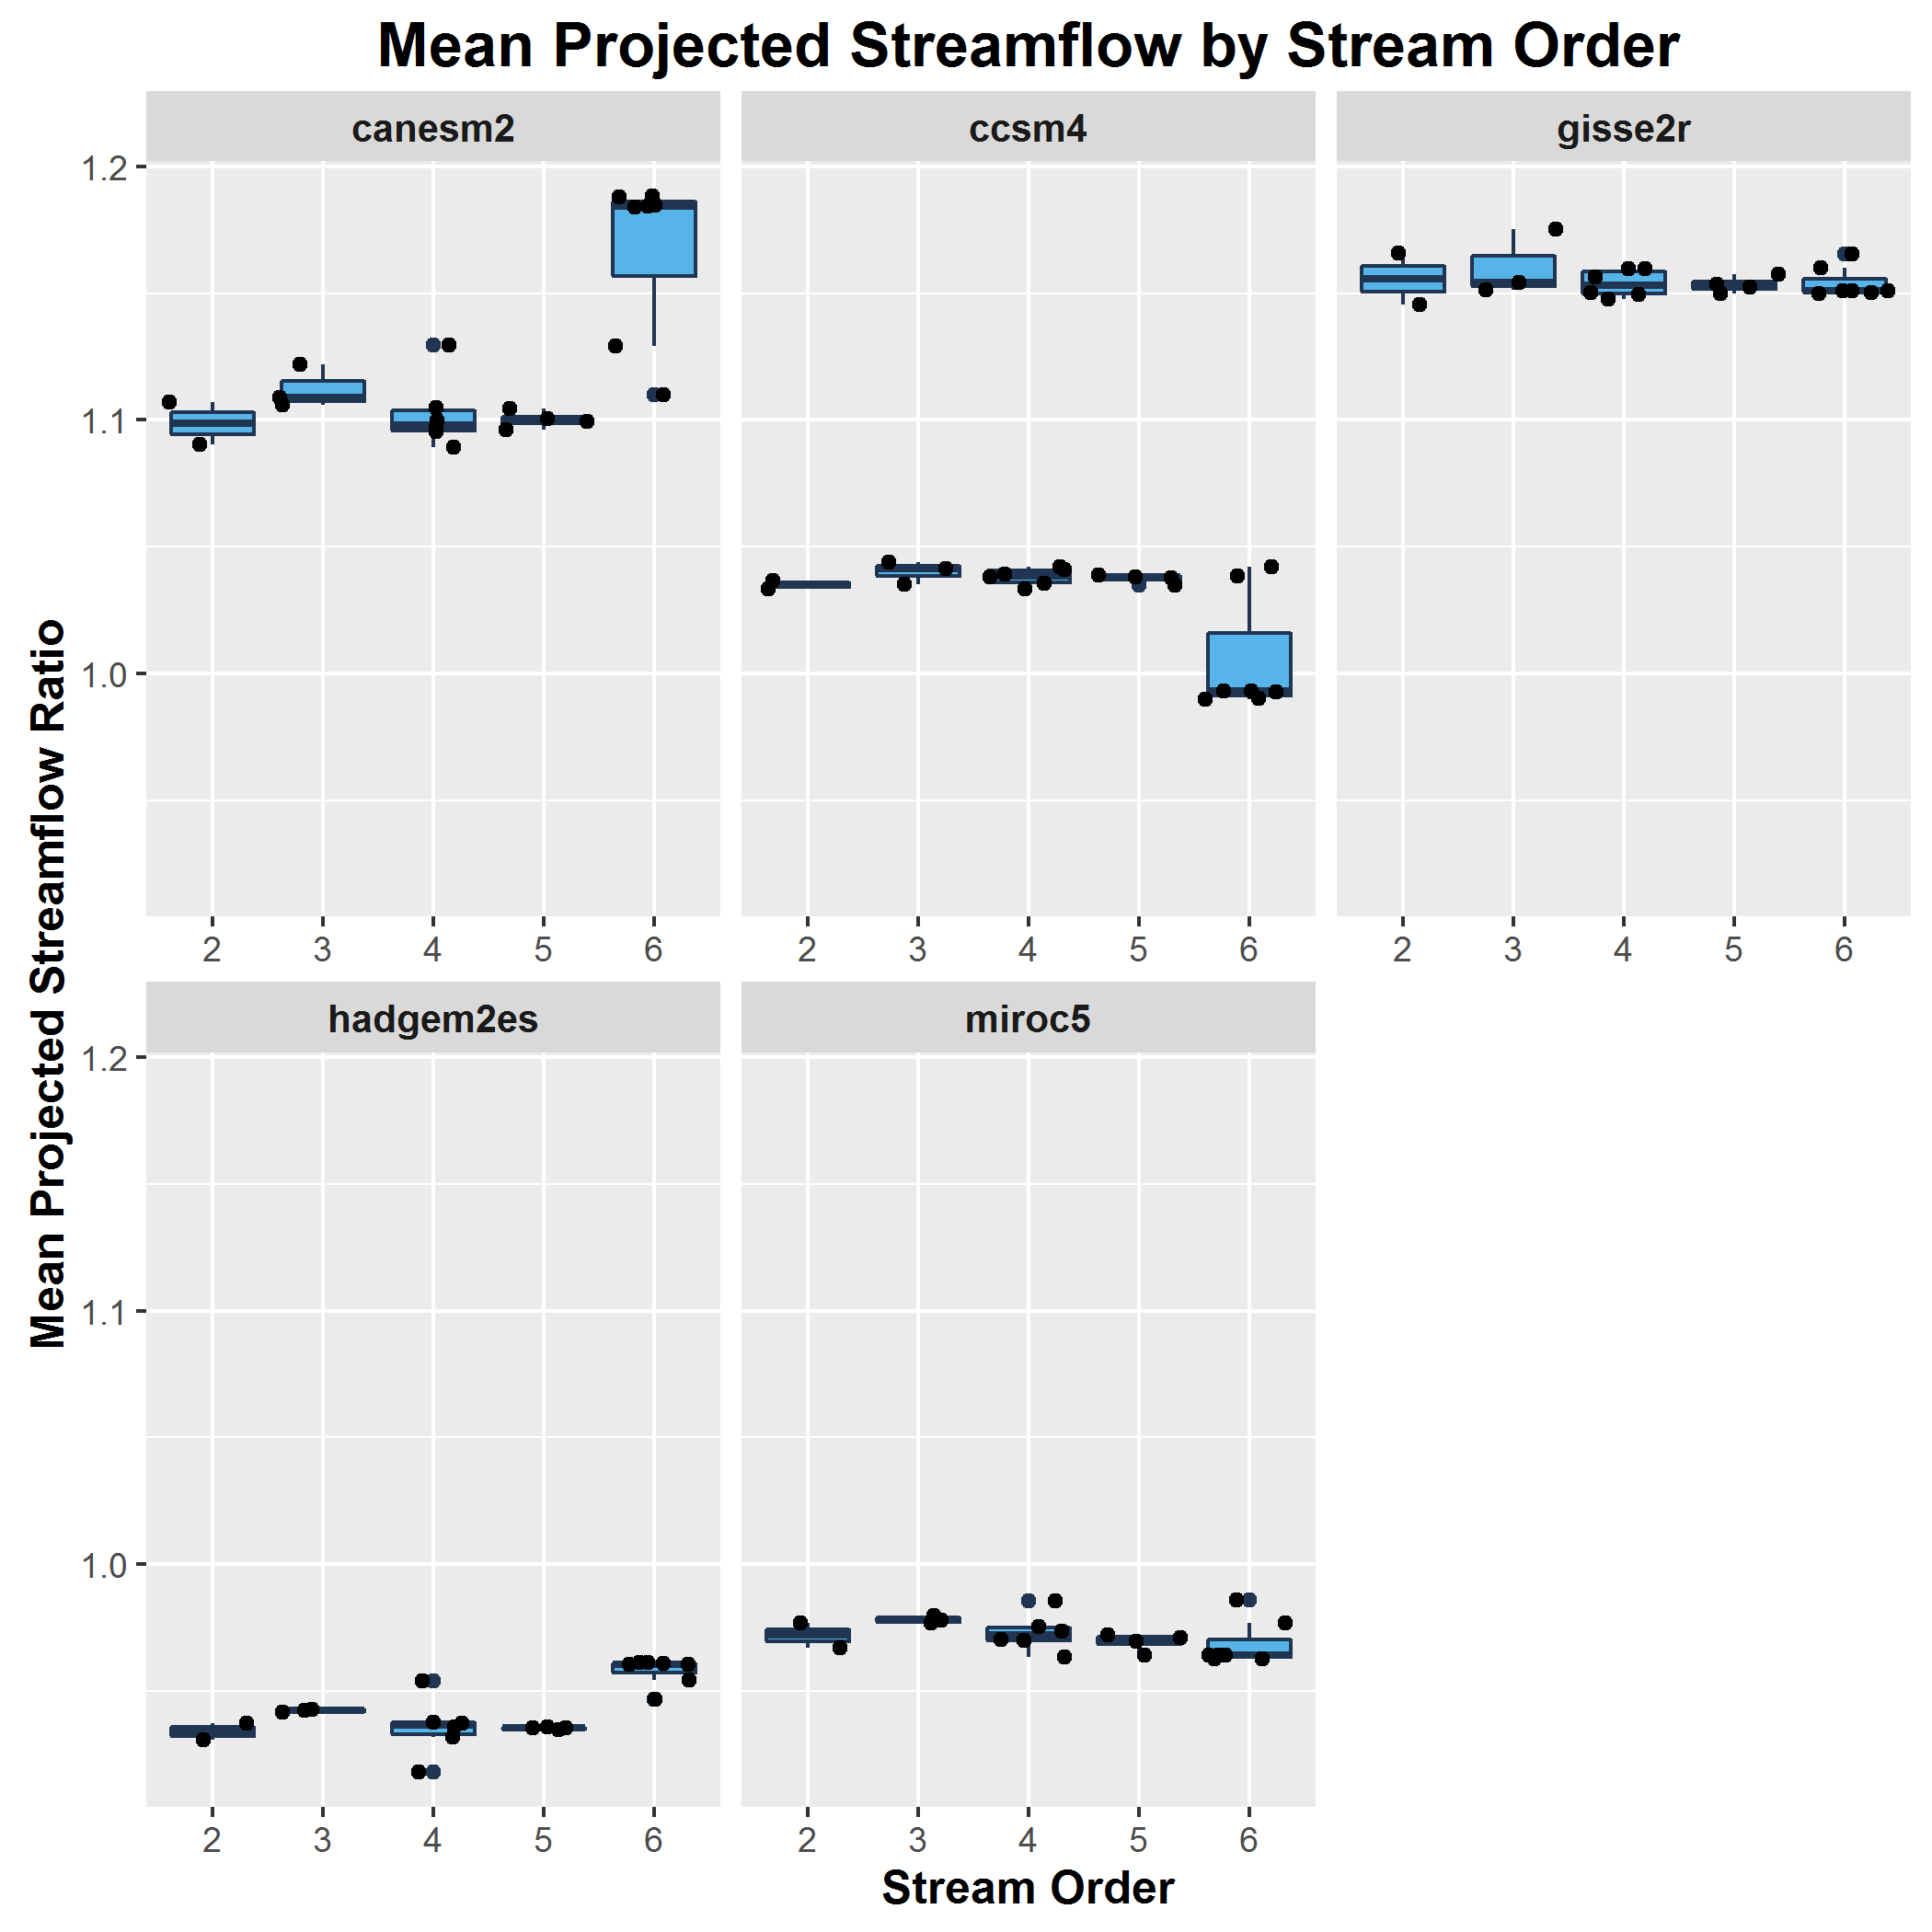 Mean Projected Streamflow by Stream Order
canesm2
ccsm4
gisse2r
1.2
1.1
1.0
2 3 4 5 6
2 3 4 5 6
2 3 4 5 6
Mean Projected Streamflow Ratio
hadgem2es
miroc5
1.2
1.1
1.0
2 3 4 5 6
2 3 4 5 6
Stream Order